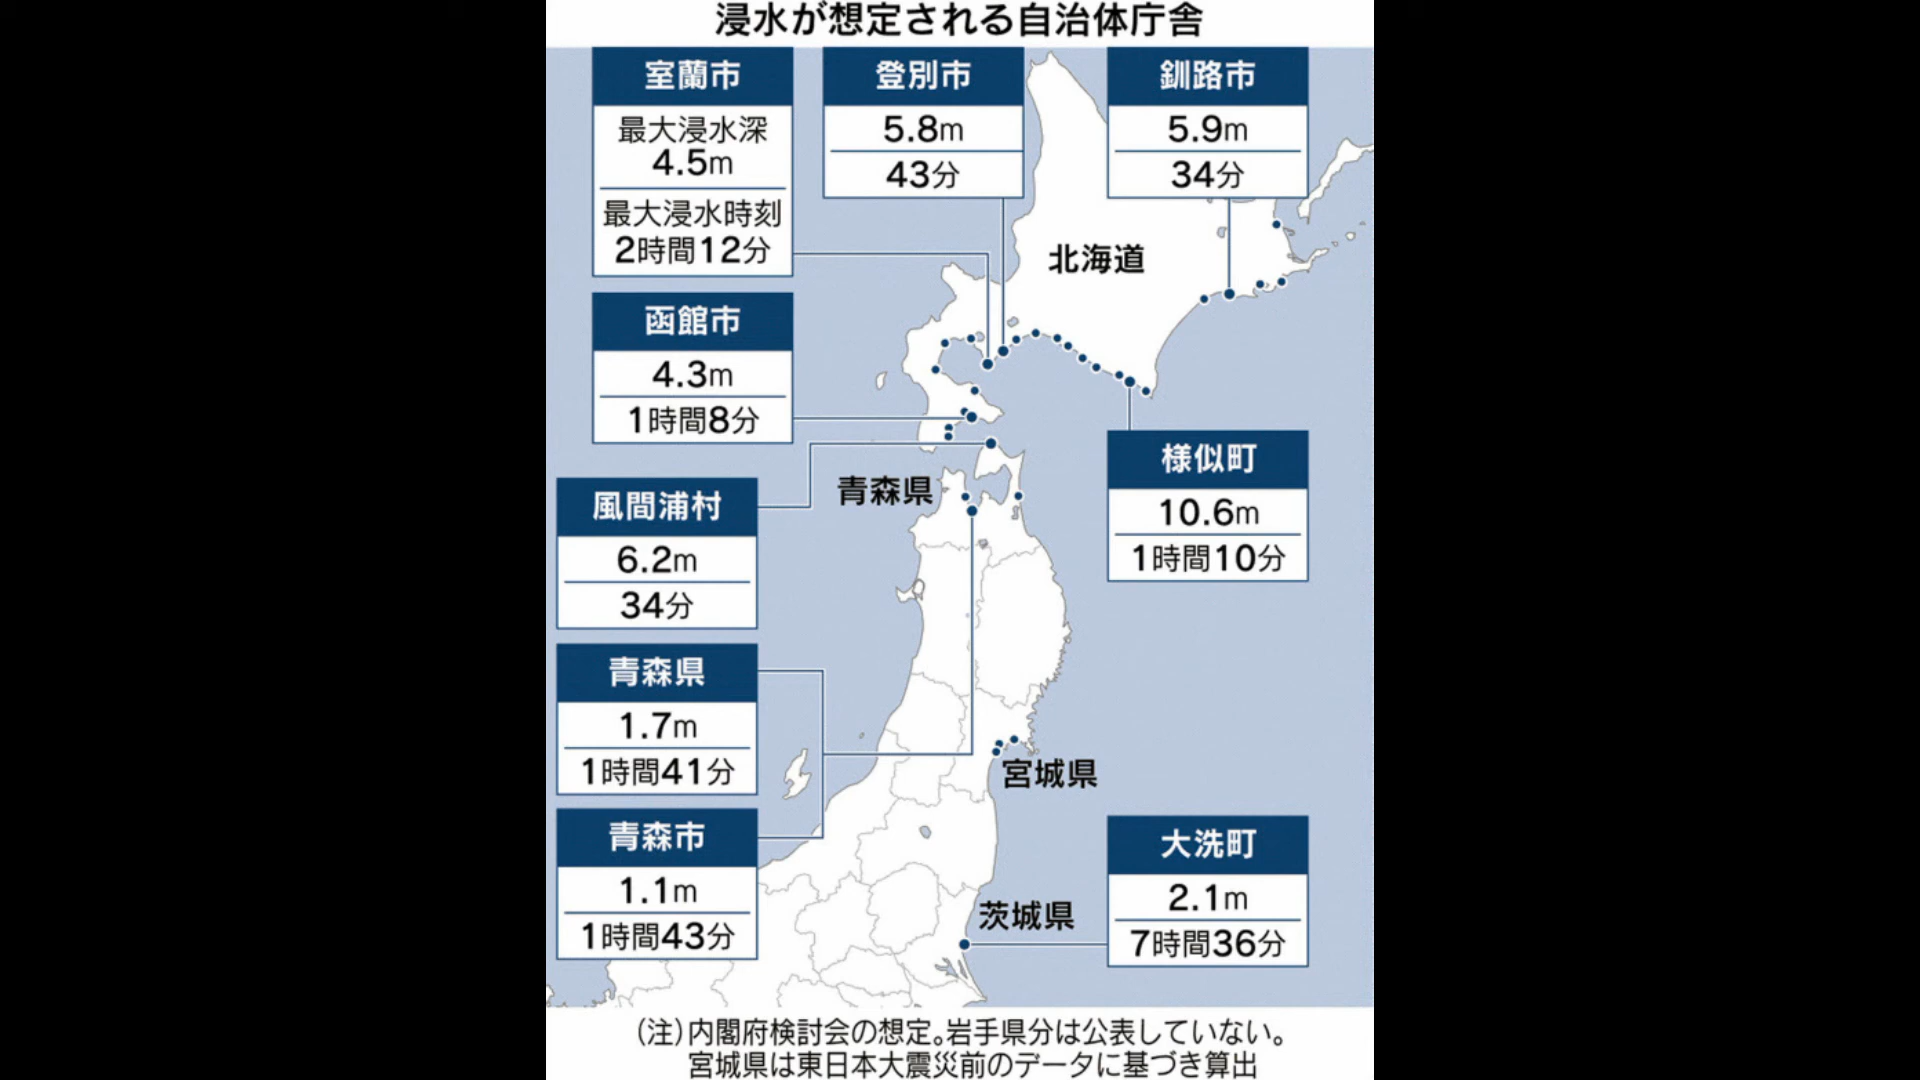 浸水が想定される自治体庁舎
室蘭市
最大浸水深
4.5m
最大浸水時刻
2時間12分
登別市
5.8m
43分
釧路市
5.9m
34分
北海道
函館市
4.3m
1時間8分
様似町
10.6m
1時間10分
青森県
風間浦村
6.2m
34分
青森県
1.7m
1時間41分
宮城県
青森市
1.1m
1時間43分
茨城県
大洗町
2.1m
7時間36分
(注)内閣府検討会の想定。岩手県分は公表していない。
宮城県は東日本大震災前のデータに基づき算出